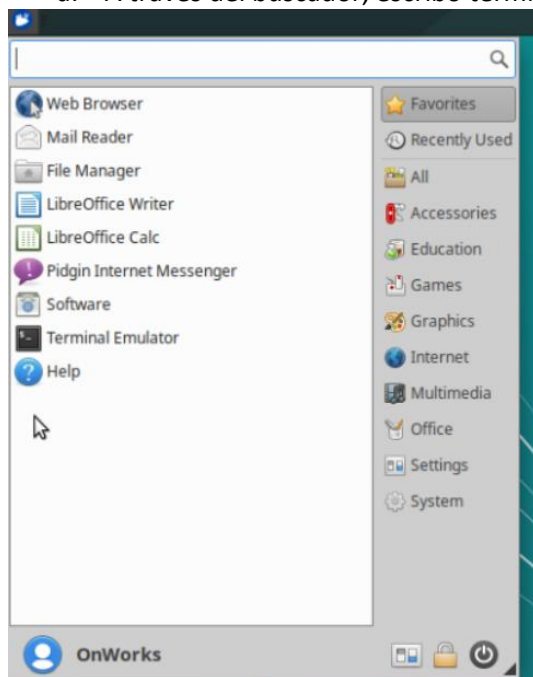 Web Browser
Mail Reader
File Manager
LibreOffice Writer
LibreOffice Calc
Pidgin Internet Messenger
Software
Terminal Emulator
Help
Favorites
Recently Used
All
Accessories
Education
Games
Graphics
Internet
Multimedia
Office
Settings
System
OnWorks